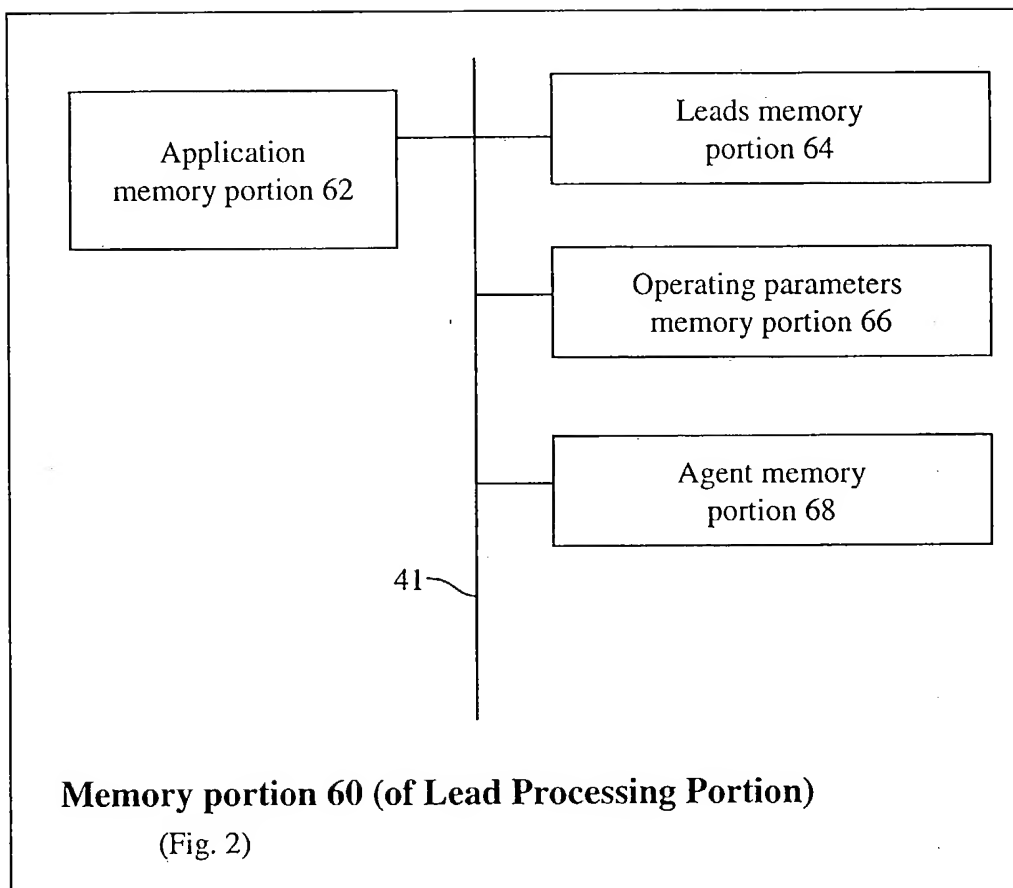 Application
memory portion 62
Leads memory
portion 64
Operating parameters
memory portion 66
Agent memory
portion 68
41
Memory portion 60 (of Lead Processing Portion)
(Fig. 2)